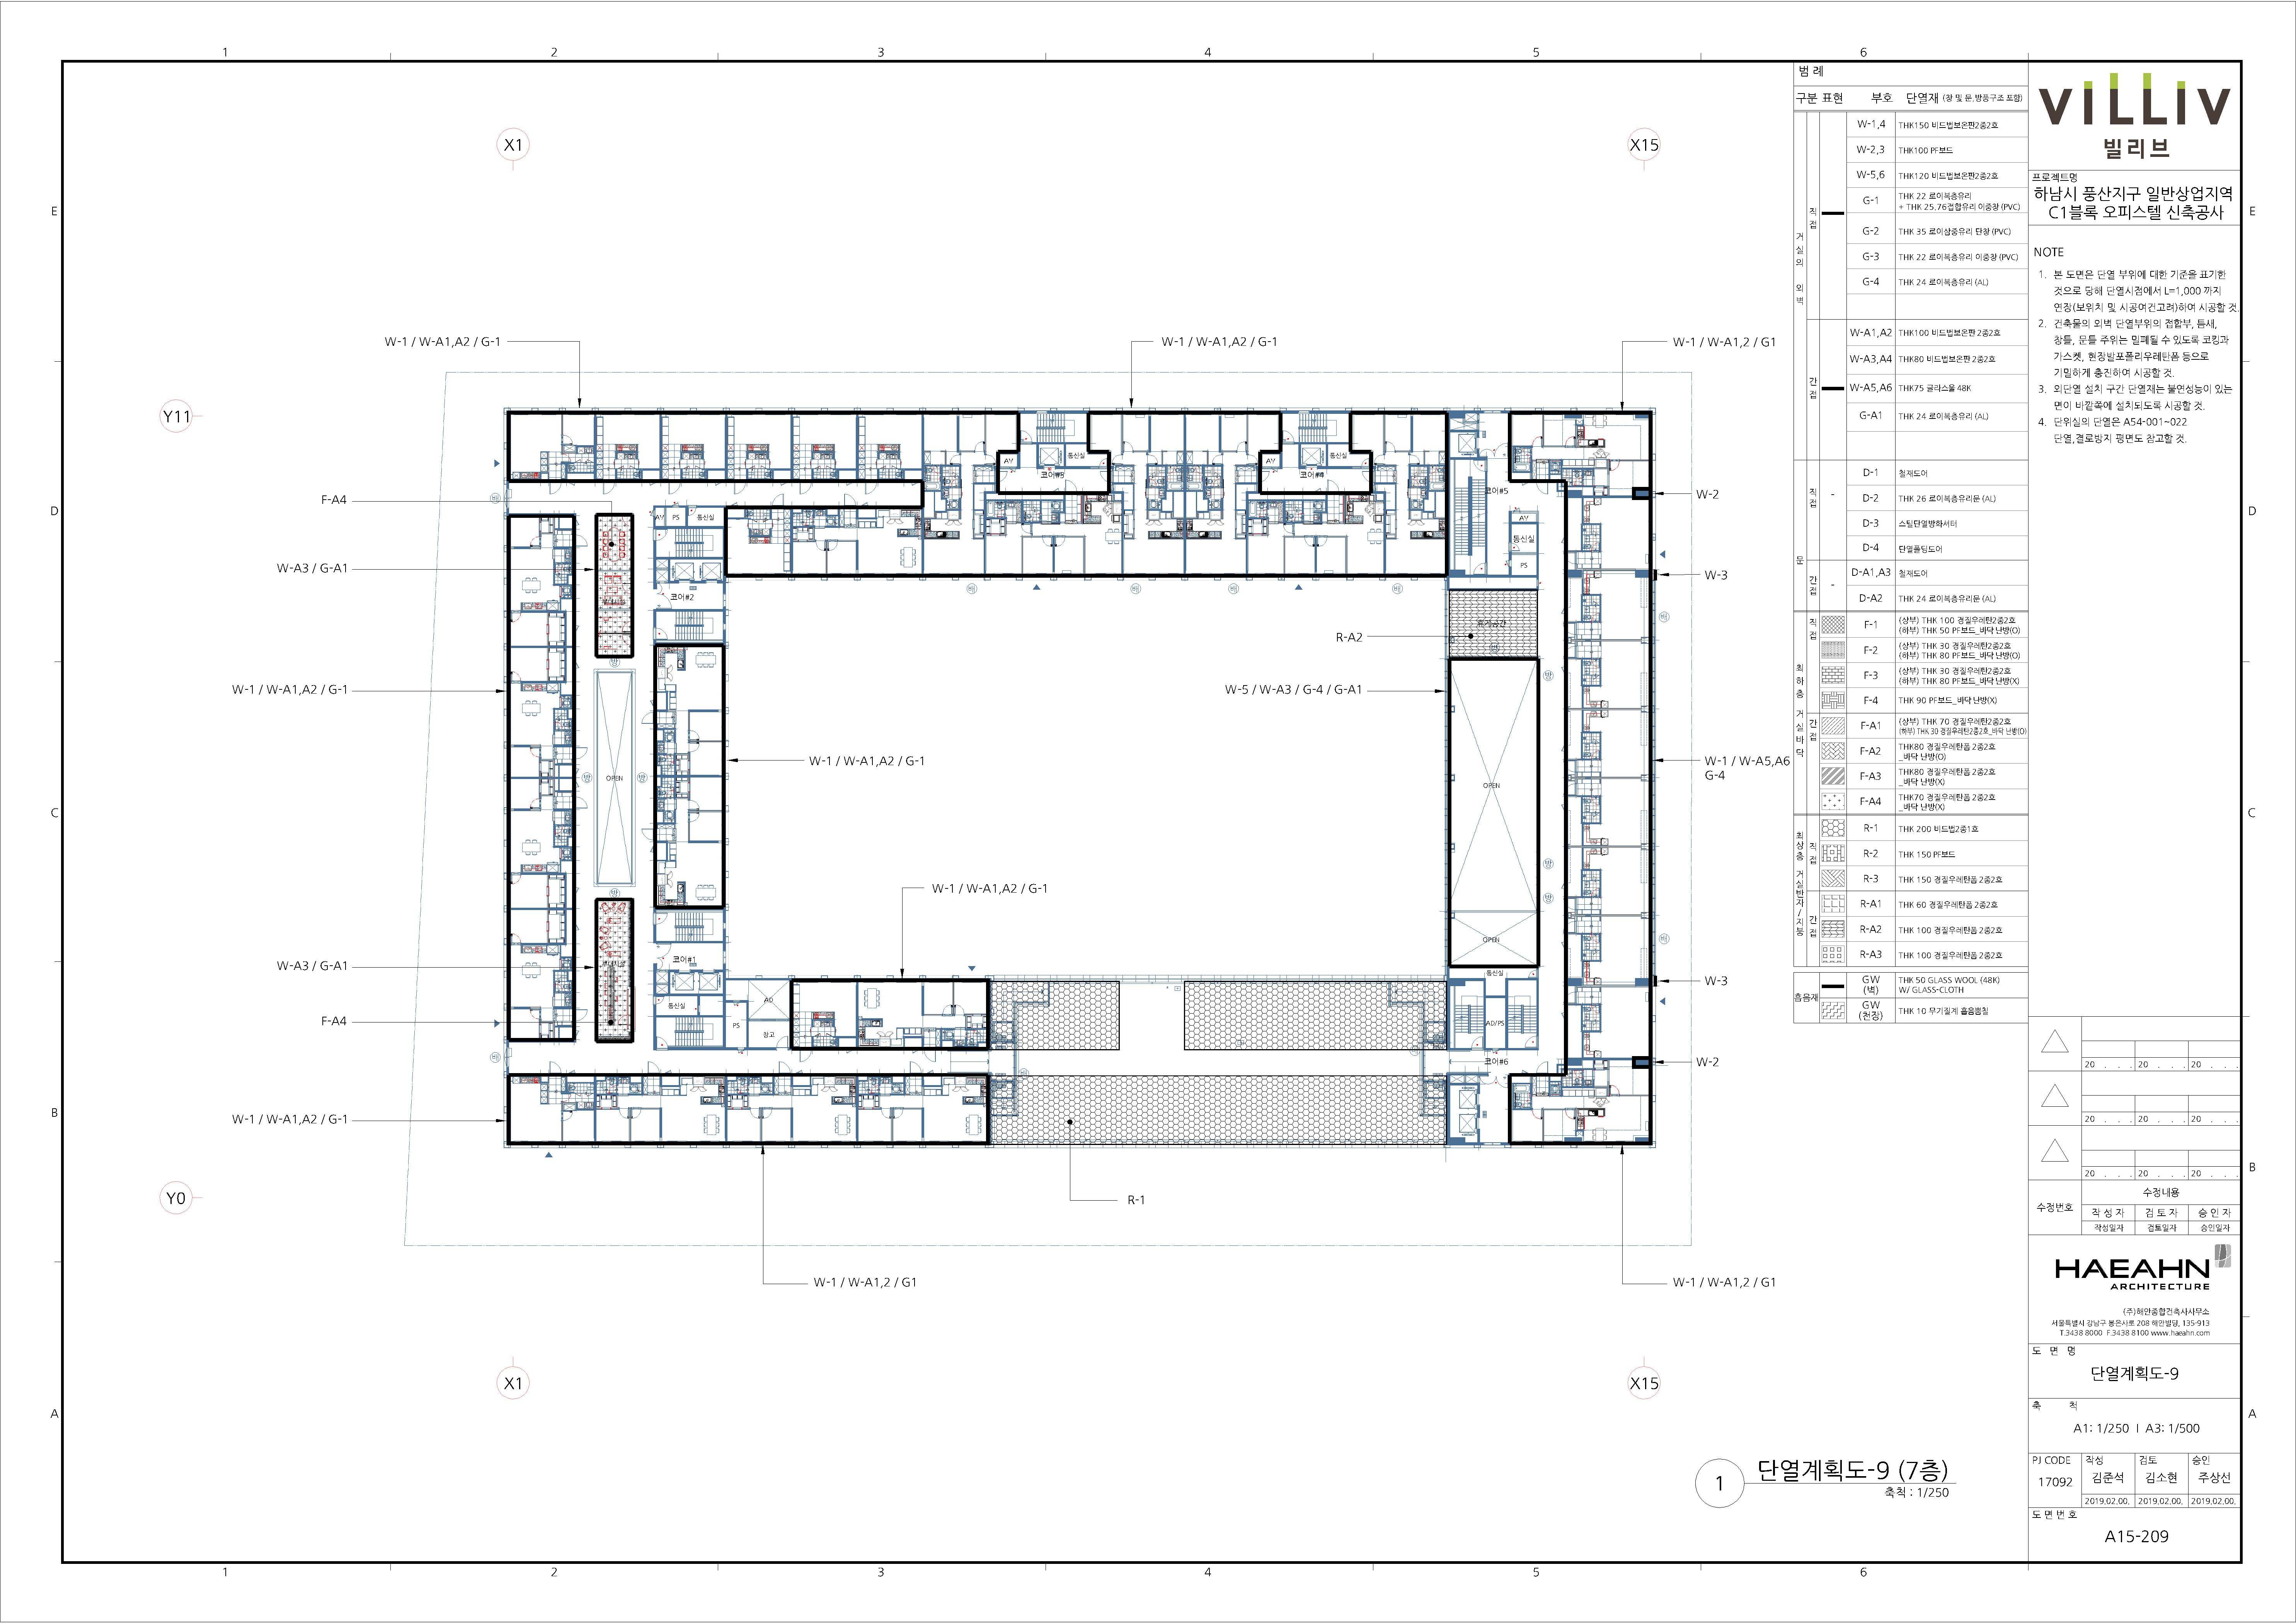 1 2 3 4 5 6
E
D
C
B
A
X1
X15
Y11
Y0
W-1 / W-A1,A2 / G-1
W-1 / W-A1,A2 / G-1
W-1 / W-A1,2 / G1
F-A4
W-A3 / G-A1
W-1 / W-A1,A2 / G-1
W-A3 / G-A1
F-A4
W-1 / W-A1,A2 / G-1
W-1 / W-A1,A2 / G-1
W-1 / W-A1,A2 / G-1
R-A2
W-5 / W-A3 / G-4 / G-A1
W-2
W-3
W-1 / W-A5,A6
G-4
W-3
W-2
R-1
W-1 / W-A1,2 / G1
W-1 / W-A1,2 / G1
X1
X15
코어#3
코어#4
코어#5
코어#2
코어#1
코어#6
AV
통신실
AV
통신실
AV
PS
통신실
AV
통신실
PS
OPEN
OPEN
OPEN
통신실
통신실
PS
AD
창고
AD/PS
1
단열계획도-9 (7층)
축척 : 1/250
1 2 3 4 5 6
범 례
구분 표현 부호 단열재 (창 및 문,방풍구조 포함)
거실의 외벽
직접
W-1,4 THK150 비드법보온판2종2호
W-2,3 THK100 PF보드
W-5,6 THK120 비드법보온판2종2호
G-1 THK 22 로이복층유리
+ THK 25.76접합유리 이중창 (PVC)
G-2 THK 35 로이삼중유리 단창 (PVC)
G-3 THK 22 로이복층유리 이중창 (PVC)
G-4 THK 24 로이복층유리 (AL)
간접
W-A1,A2 THK100 비드법보온판 2종2호
W-A3,A4 THK80 비드법보온판 2종2호
W-A5,A6 THK75 글라스울 48K
G-A1 THK 24 로이복층유리 (AL)
문
직접 -
D-1 철재도어
D-2 THK 26 로이복층유리문 (AL)
D-3 스틸단열방화셔터
D-4 단열폴딩도어
간접 -
D-A1,A3 철재도어
D-A2 THK 24 로이복층유리문 (AL)
최하층 거실바닥
직접
F-1 (상부) THK 100 경질우레탄2종2호
(하부) THK 50 PF보드_바닥 난방(O)
F-2 (상부) THK 30 경질우레탄2종2호
(하부) THK 80 PF보드_바닥 난방(O)
F-3 (상부) THK 30 경질우레탄2종2호
(하부) THK 80 PF보드_바닥 난방(X)
F-4 THK 90 PF보드_바닥 난방(X)
간접
F-A1 (상부) THK 70 경질우레탄2종2호
(하부) THK 30 경질우레탄2종2호_바닥 난방(O)
F-A2 THK80 경질우레탄폼 2종2호
_바닥 난방(O)
F-A3 THK80 경질우레탄폼 2종2호
_바닥 난방(X)
F-A4 THK70 경질우레탄폼 2종2호
_바닥 난방(X)
최상층 거실반자/지붕
직접
R-1 THK 200 비드법2종1호
R-2 THK 150 PF보드
R-3 THK 150 경질우레탄폼 2종2호
간접
R-A1 THK 60 경질우레탄폼 2종2호
R-A2 THK 100 경질우레탄폼 2종2호
R-A3 THK 100 경질우레탄폼 2종2호
흡음재
GW (벽) THK 50 GLASS WOOL (48K)
W/ GLASS-CLOTH
GW (천장) THK 10 무기질계 흡음뿜칠
VILLIV
빌리브
프로젝트명
하남시 풍산지구 일반상업지역
C1블록 오피스텔 신축공사
NOTE
1. 본 도면은 단열 부위에 대한 기준을 표기한
것으로 당해 단열시점에서 L=1,000 까지
연장(보위치 및 시공여건고려)하여 시공할 것.
2. 건축물의 외벽 단열부위의 접합부, 틈새,
창틀, 문틀 주위는 밀폐될 수 있도록 코킹과
가스켓, 현장발포폴리우레탄폼 등으로
기밀하게 충진하여 시공할 것.
3. 외단열 설치 구간 단열재는 불연성능이 있는
면이 바깥쪽에 설치되도록 시공할 것.
4. 단위실의 단열은 A54-001~022
단열,결로방지 평면도 참고할 것.
20 . . . 20 . . . 20 . . .
20 . . . 20 . . . 20 . . .
20 . . . 20 . . . 20 . . .
수정번호
수정내용
작 성 자 검 토 자 승 인 자
작성일자 검토일자 승인일자
HAEAHN
ARCHITECTURE
(주)해안종합건축사사무소
서울특별시 강남구 봉은사로 208 해안빌딩, 135-913
T.3438 8000 F.3438 8100 www.haeahn.com
도 면 명
단열계획도-9
축 척
A1: 1/250 I A3: 1/500
PJ CODE 작성 검토 승인
17092 김준석 김소현 주상선
2019.02.00. 2019.02.00. 2019.02.00.
도 면 번 호
A15-209